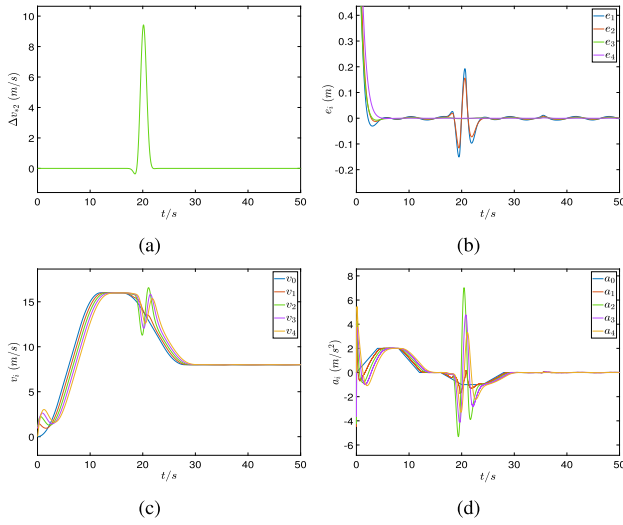 10
8
6
4
2
0
Δv_{s2} (m/s)
0 10 20 30 40 50
t/s
(a)
0.4
0.3
0.2
0.1
0
-0.1
-0.2
e_i (m)
e_1
e_2
e_3
e_4
0 10 20 30 40 50
t/s
(b)
15
10
5
0
v_i (m/s)
v_0
v_1
v_2
v_3
v_4
0 10 20 30 40 50
t/s
(c)
8
6
4
2
0
-2
-4
-6
a_i (m/s²)
a_0
a_1
a_2
a_3
a_4
0 10 20 30 40 50
t/s
(d)